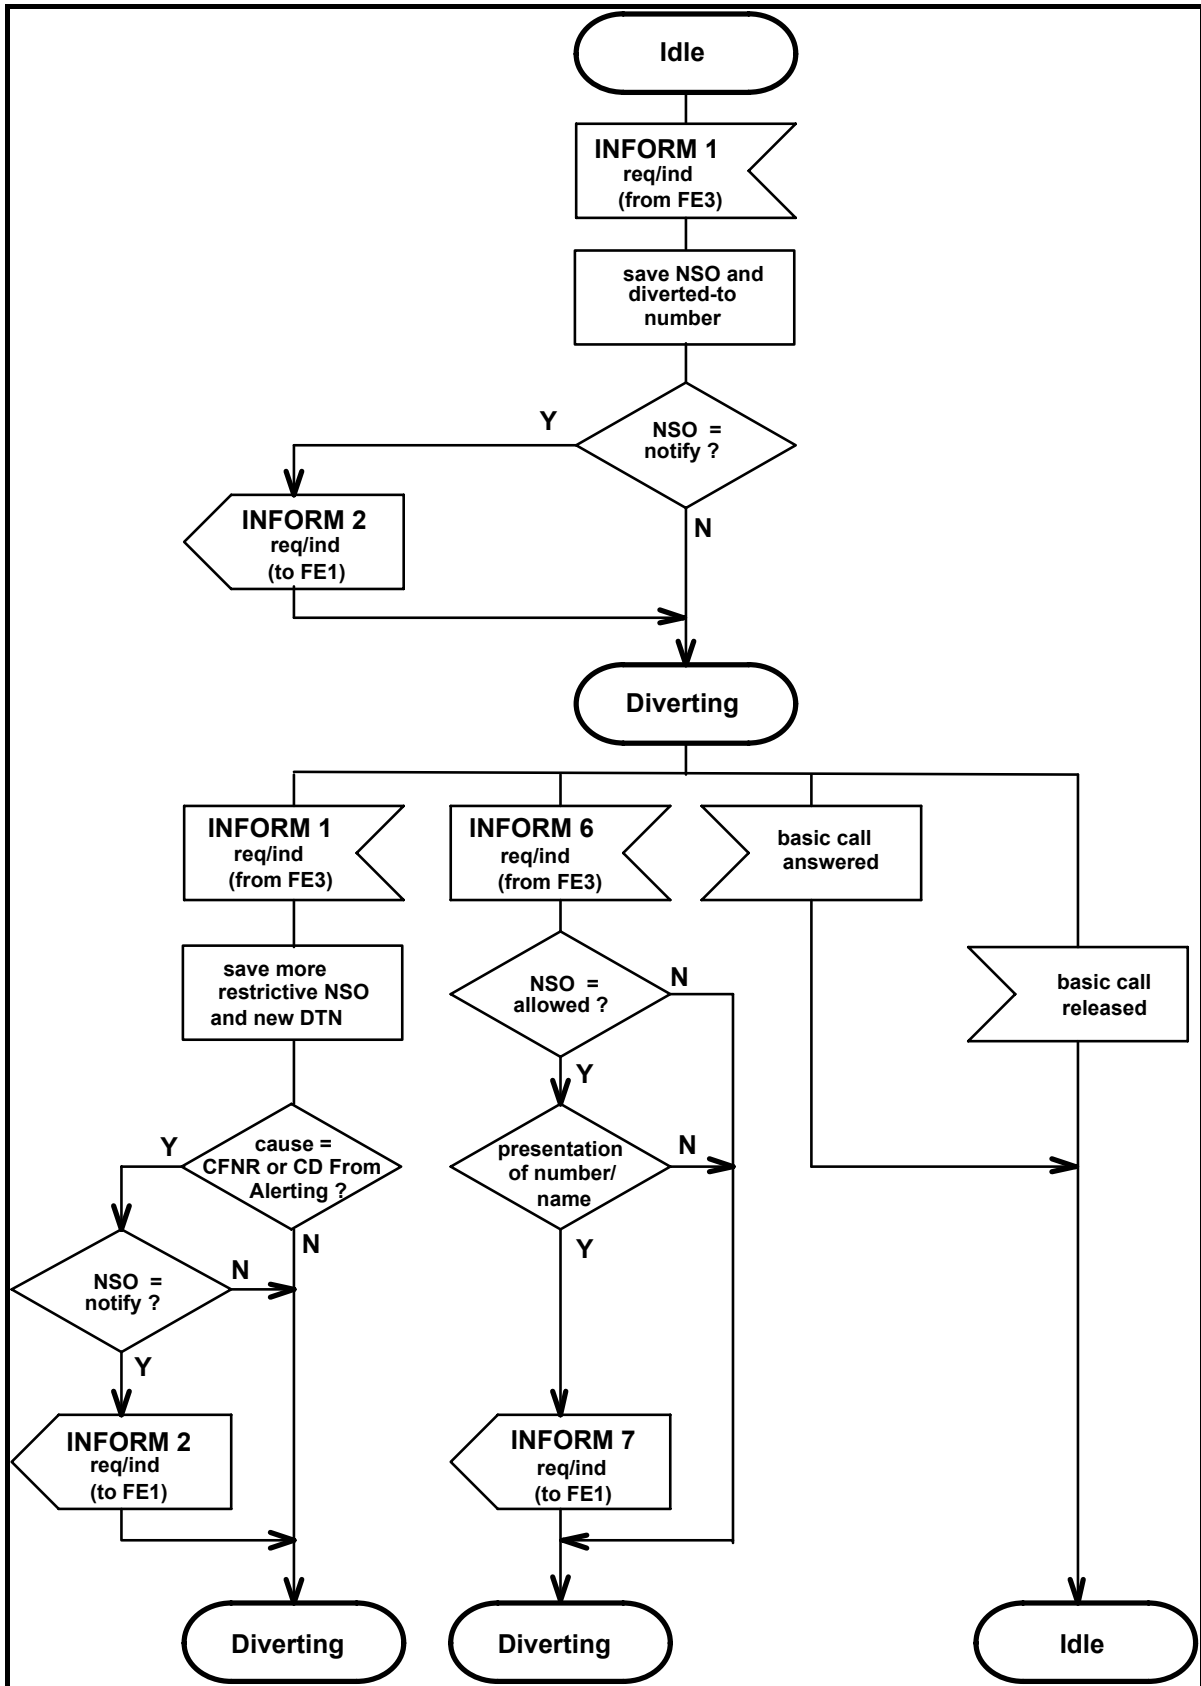 Idle
INFORM 1
req/ind
(from FE3)
save NSO and
diverted-to
number
NSO =
notify ?
Y
N
INFORM 2
req/ind
(to FE1)
Diverting
INFORM 1
req/ind
(from FE3)
save more
restrictive NSO
and new DTN
cause =
CFNR or CD From
Alerting ?
Y
N
NSO =
notify ?
N
Y
INFORM 2
req/ind
(to FE1)
Diverting
INFORM 6
req/ind
(from FE3)
NSO =
allowed ?
N
Y
presentation
of number/
name
N
Y
INFORM 7
req/ind
(to FE1)
Diverting
basic call
answered
basic call
released
Idle